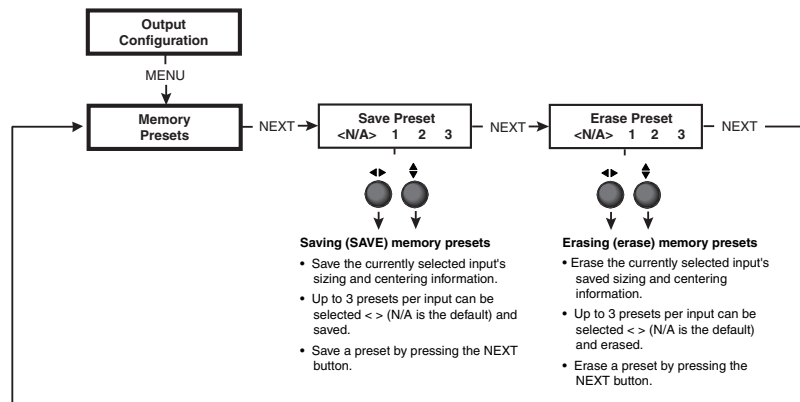 Output
Configuration
MENU
Memory
Presets
NEXT
Save Preset
<N/A> 1 2 3
NEXT
Erase Preset
<N/A> 1 2 3
NEXT
Saving (SAVE) memory presets
• Save the currently selected input's
sizing and centering information.
• Up to 3 presets per input can be
selected < > (N/A is the default) and
saved.
• Save a preset by pressing the NEXT
button.
Erasing (erase) memory presets
• Erase the currently selected input's
saved sizing and centering
information.
• Up to 3 presets per input can be
selected < > (N/A is the default)
and erased.
• Erase a preset by pressing the
NEXT button.